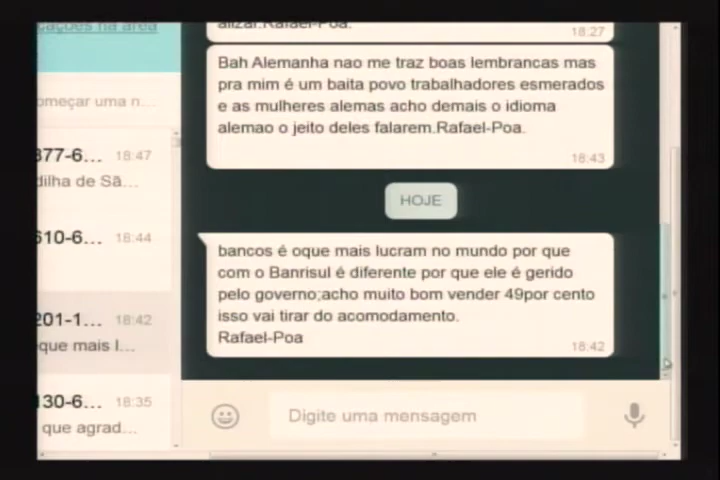 cações na área
omeçar uma n...
377-6... 18:47
dilha de Sã...
610-6... 18:44
201-1... 18:42
oque mais l...
130-6... 18:35
que agrad...
alizar.Rafael-Poa.
18:27
Bah Alemanha nao me traz boas lembrancas mas
pra mim é um baita povo trabalhadores esmerados
e as mulheres alemas acho demais o idioma
alemao o jeito deles falarem.Rafael-Poa.
18:43
HOJE
bancos é oque mais lucram no mundo por que
com o Banrisul é diferente por que ele é gerido
pelo governo;acho muito bom vender 49por cento
isso vai tirar do acomodamento.
Rafael-Poa
18:42
Digite uma mensagem